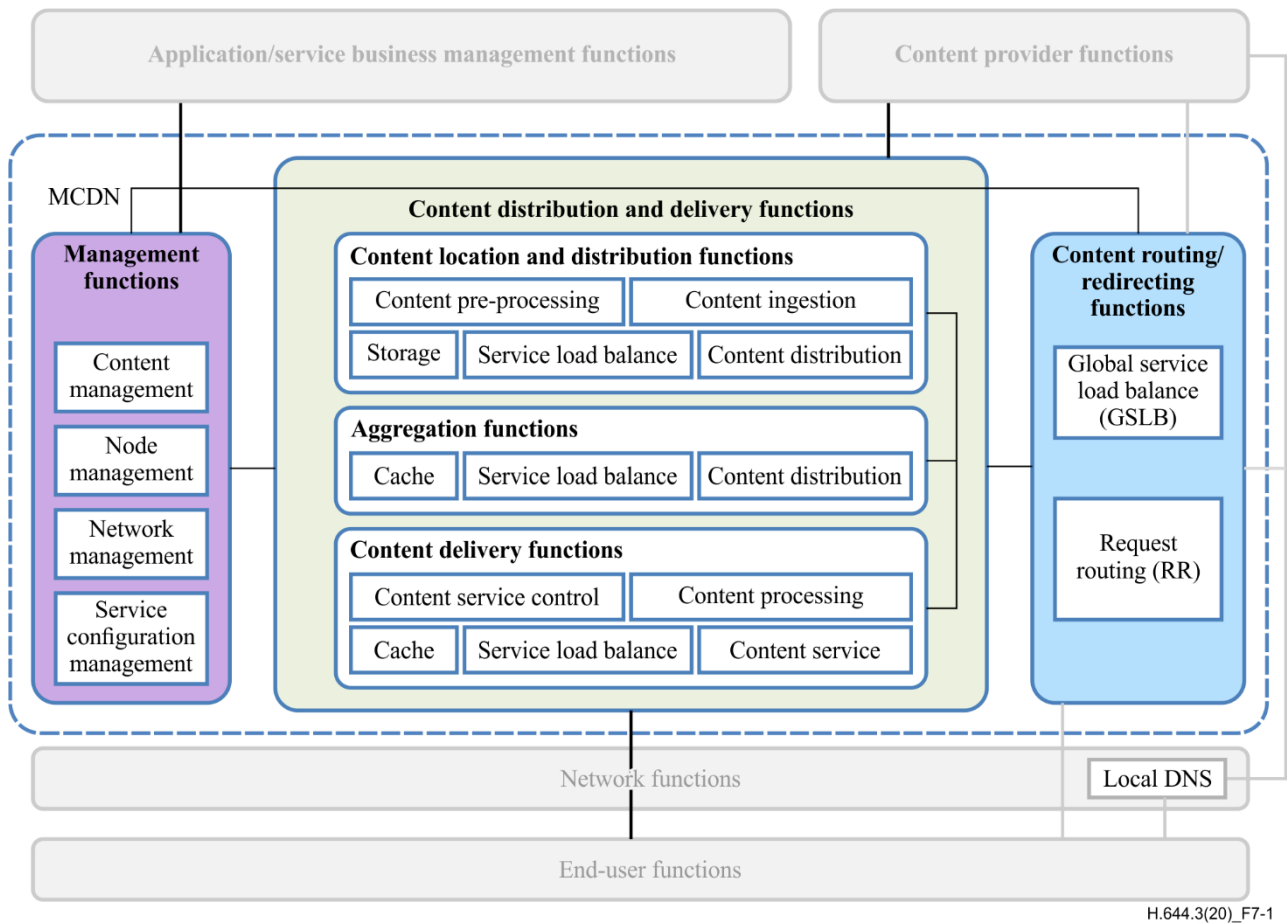 Application/service business management functions
Content provider functions
MCDN
Content distribution and delivery functions
Management
functions
Content
management
Node
management
Network
management
Service
configuration
management
Content location and distribution functions
Content pre-processing
Content ingestion
Storage
Service load balance
Content distribution
Aggregation functions
Cache
Service load balance
Content distribution
Content delivery functions
Content service control
Content processing
Cache
Service load balance
Content service
Content routing/
redirecting
functions
Global service
load balance
(GSLB)
Request
routing (RR)
Network functions
Local DNS
End-user functions
H.644.3(20)_F7-1